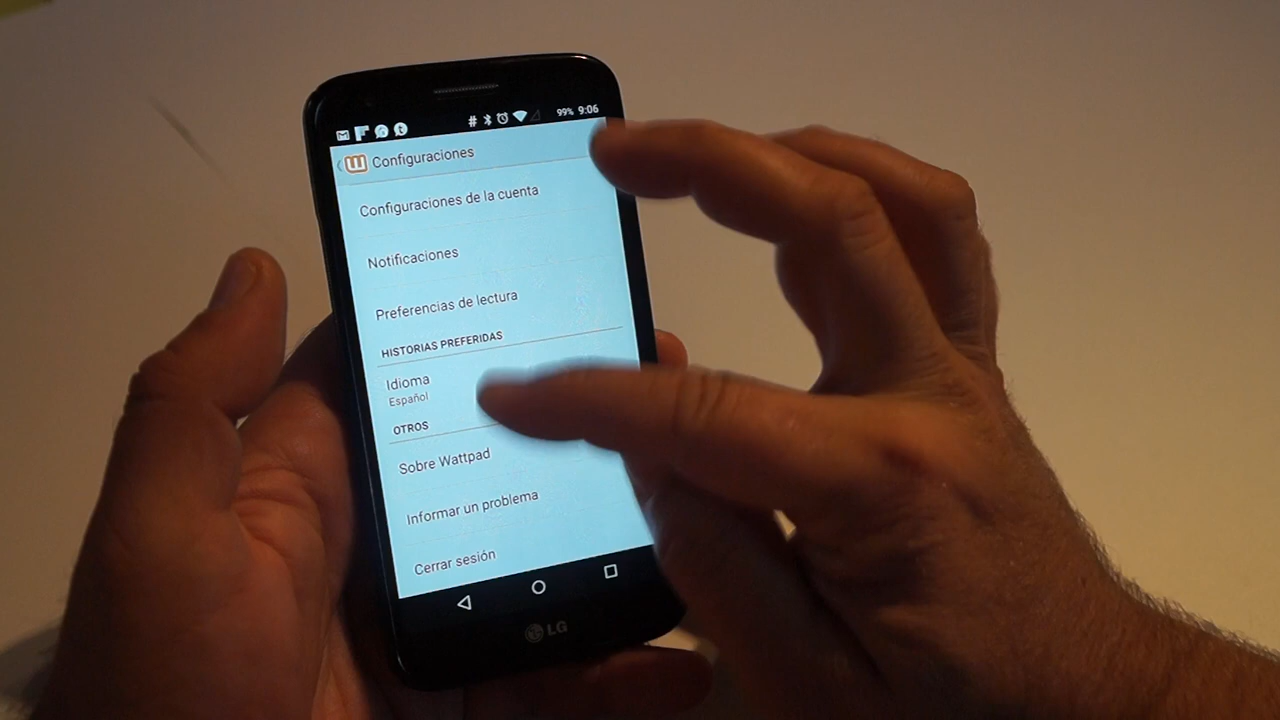 # 99% 9:06
Configuraciones
Configuraciones de la cuenta
Notificaciones
Preferencias de lectura
HISTORIAS PREFERIDAS
Idioma
Español
OTROS
Sobre Wattpad
Informar un problema
Cerrar sesión
LG